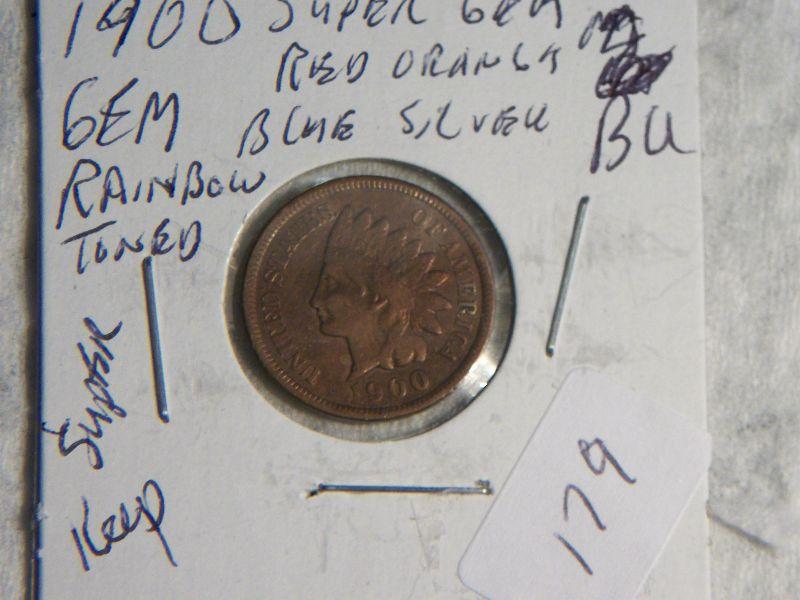 1900 SUPER GEM
RED ORANGE
GEM BLUE SILVER BU
RAINBOW
TONED
SUPER
Keep
UNITED STATES OF AMERICA
1900
179